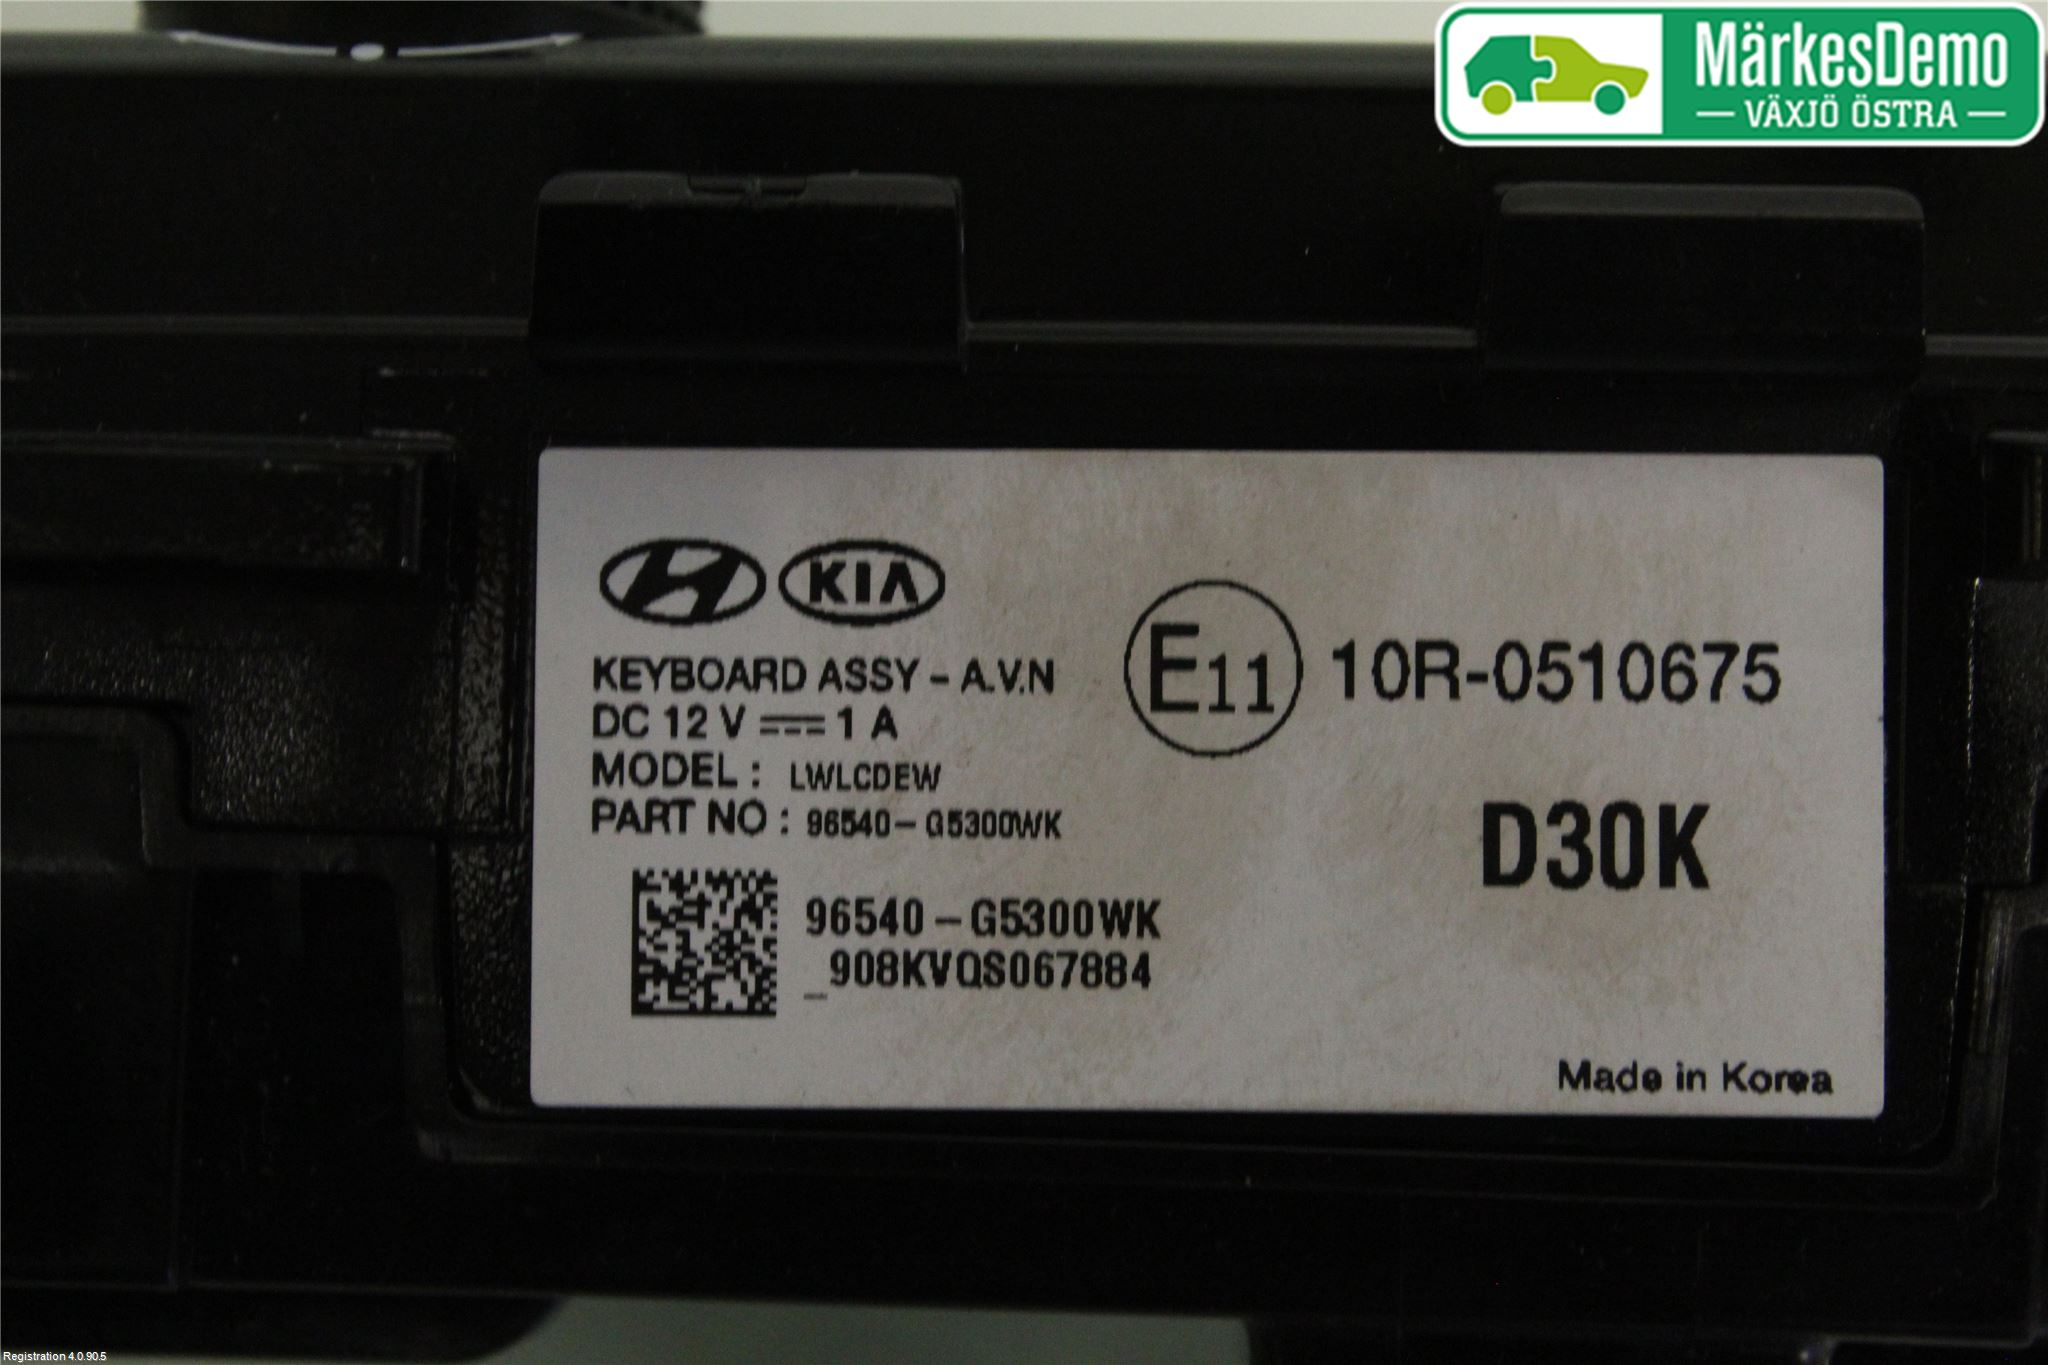 MärkesDemo
— VÄXJÖ ÖSTRA —
KIA
KEYBOARD ASSY - A.V.N
DC 12 V 1 A
MODEL : LWLCDEW
PART NO : 96540-G5300WK
E11 10R-0510675
D30K
96540-G5300WK
_908KVQS067884
Made in Korea
Registration 4.0.90.5